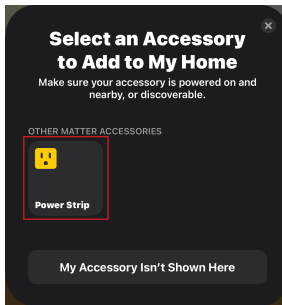 Select an Accessory
to Add to My Home
Make sure your accessory is powered on and
nearby, or discoverable.
OTHER MATTER ACCESSORIES
Power Strip
My Accessory Isn't Shown Here